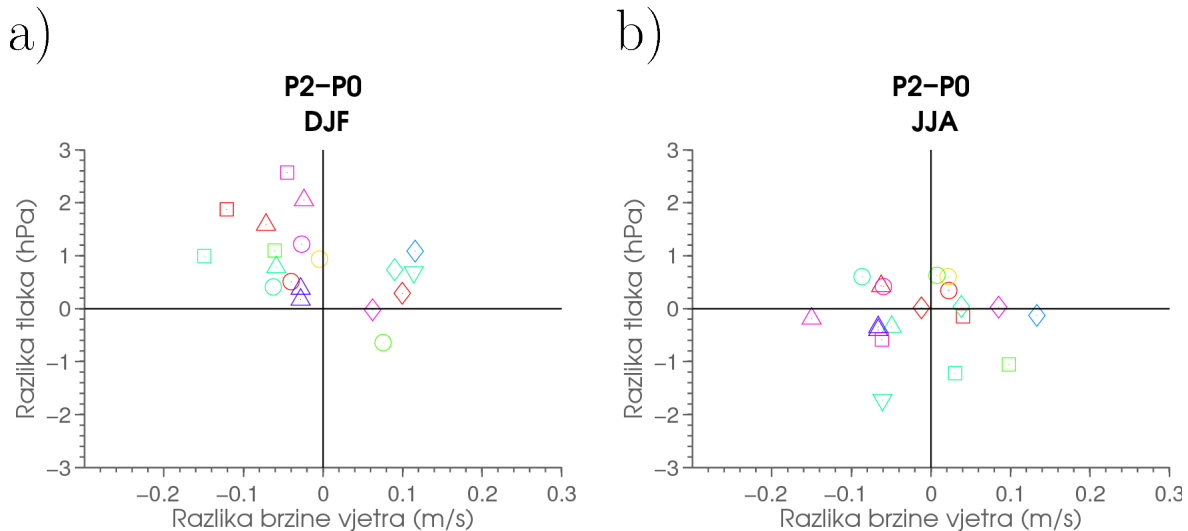 a)
P2–P0
DJF
Razlika tlaka (hPa)
3
2
1
0
−1
−2
−3
−0.2
−0.1
0
0.1
0.2
0.3
Razlika brzine vjetra (m/s)
b)
P2–P0
JJA
Razlika tlaka (hPa)
3
2
1
0
−1
−2
−3
−0.2
−0.1
0
0.1
0.2
0.3
Razlika brzine vjetra (m/s)